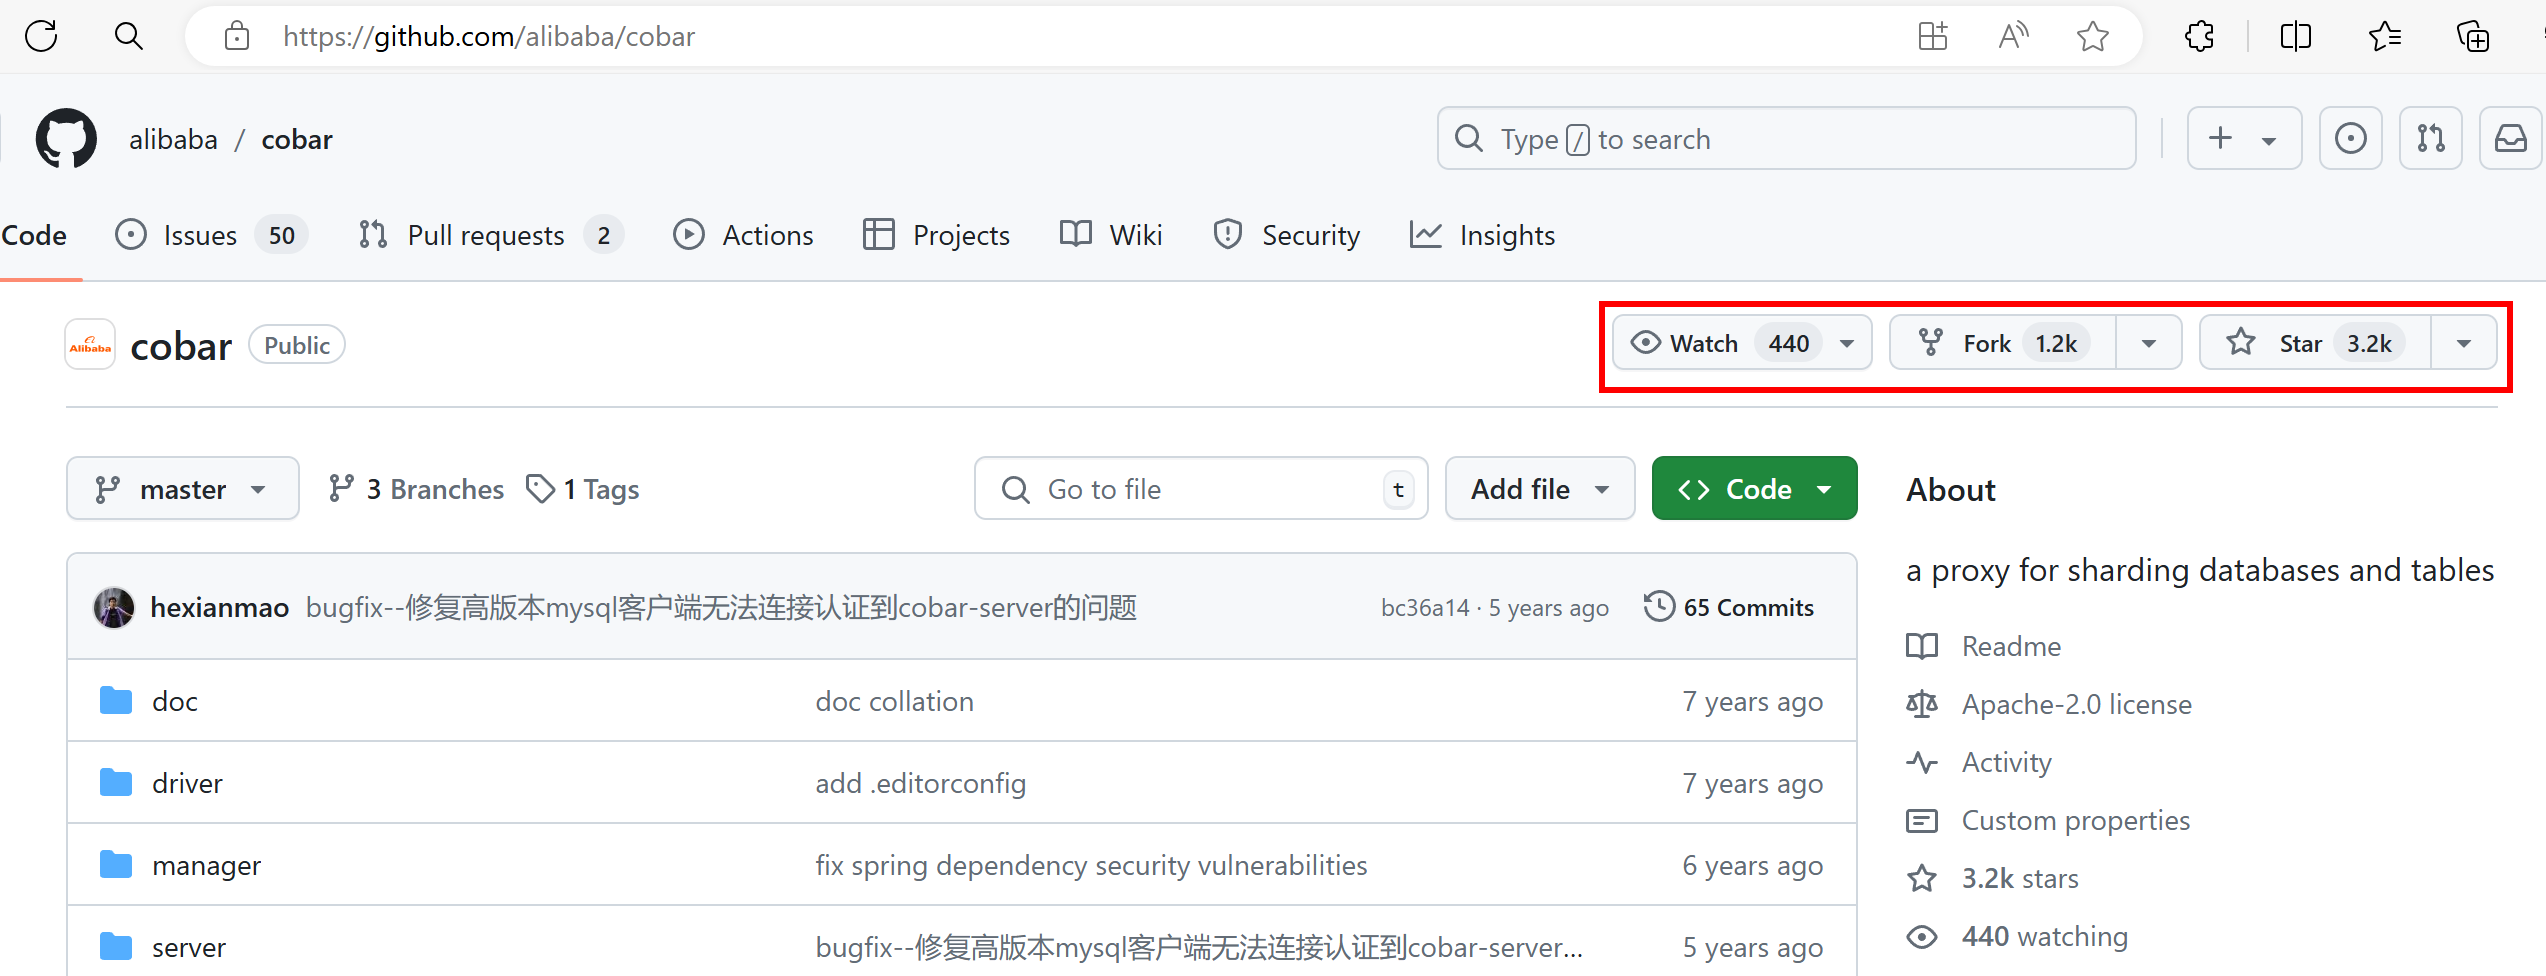 https://github.com/alibaba/cobar
alibaba / cobar
Type / to search
Code Issues 50 Pull requests 2 Actions Projects Wiki Security Insights
Alibaba cobar Public Watch 440 Fork 1.2k Star 3.2k
master 3 Branches 1 Tags Go to file t Add file Code
About
a proxy for sharding databases and tables
hexianmao bugfix--修复高版本mysql客户端无法连接认证到cobar-server的问题 bc36a14 · 5 years ago 65 Commits
doc doc collation 7 years ago
driver add .editorconfig 7 years ago
manager fix spring dependency security vulnerabilities 6 years ago
server bugfix--修复高版本mysql客户端无法连接认证到cobar-server... 5 years ago
Readme
Apache-2.0 license
Activity
Custom properties
3.2k stars
440 watching